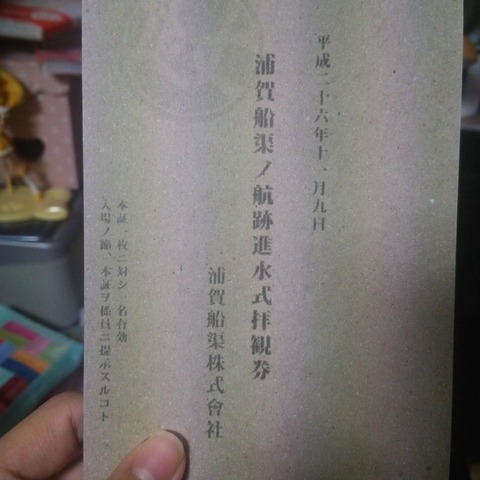 平成二十六年十一月九日
浦賀船渠ノ航跡進水式拝観券
浦賀船渠株式會社
本証一枚ニ対シ一名有効
入場ノ節、本証ヲ係員ニ提示スルコト